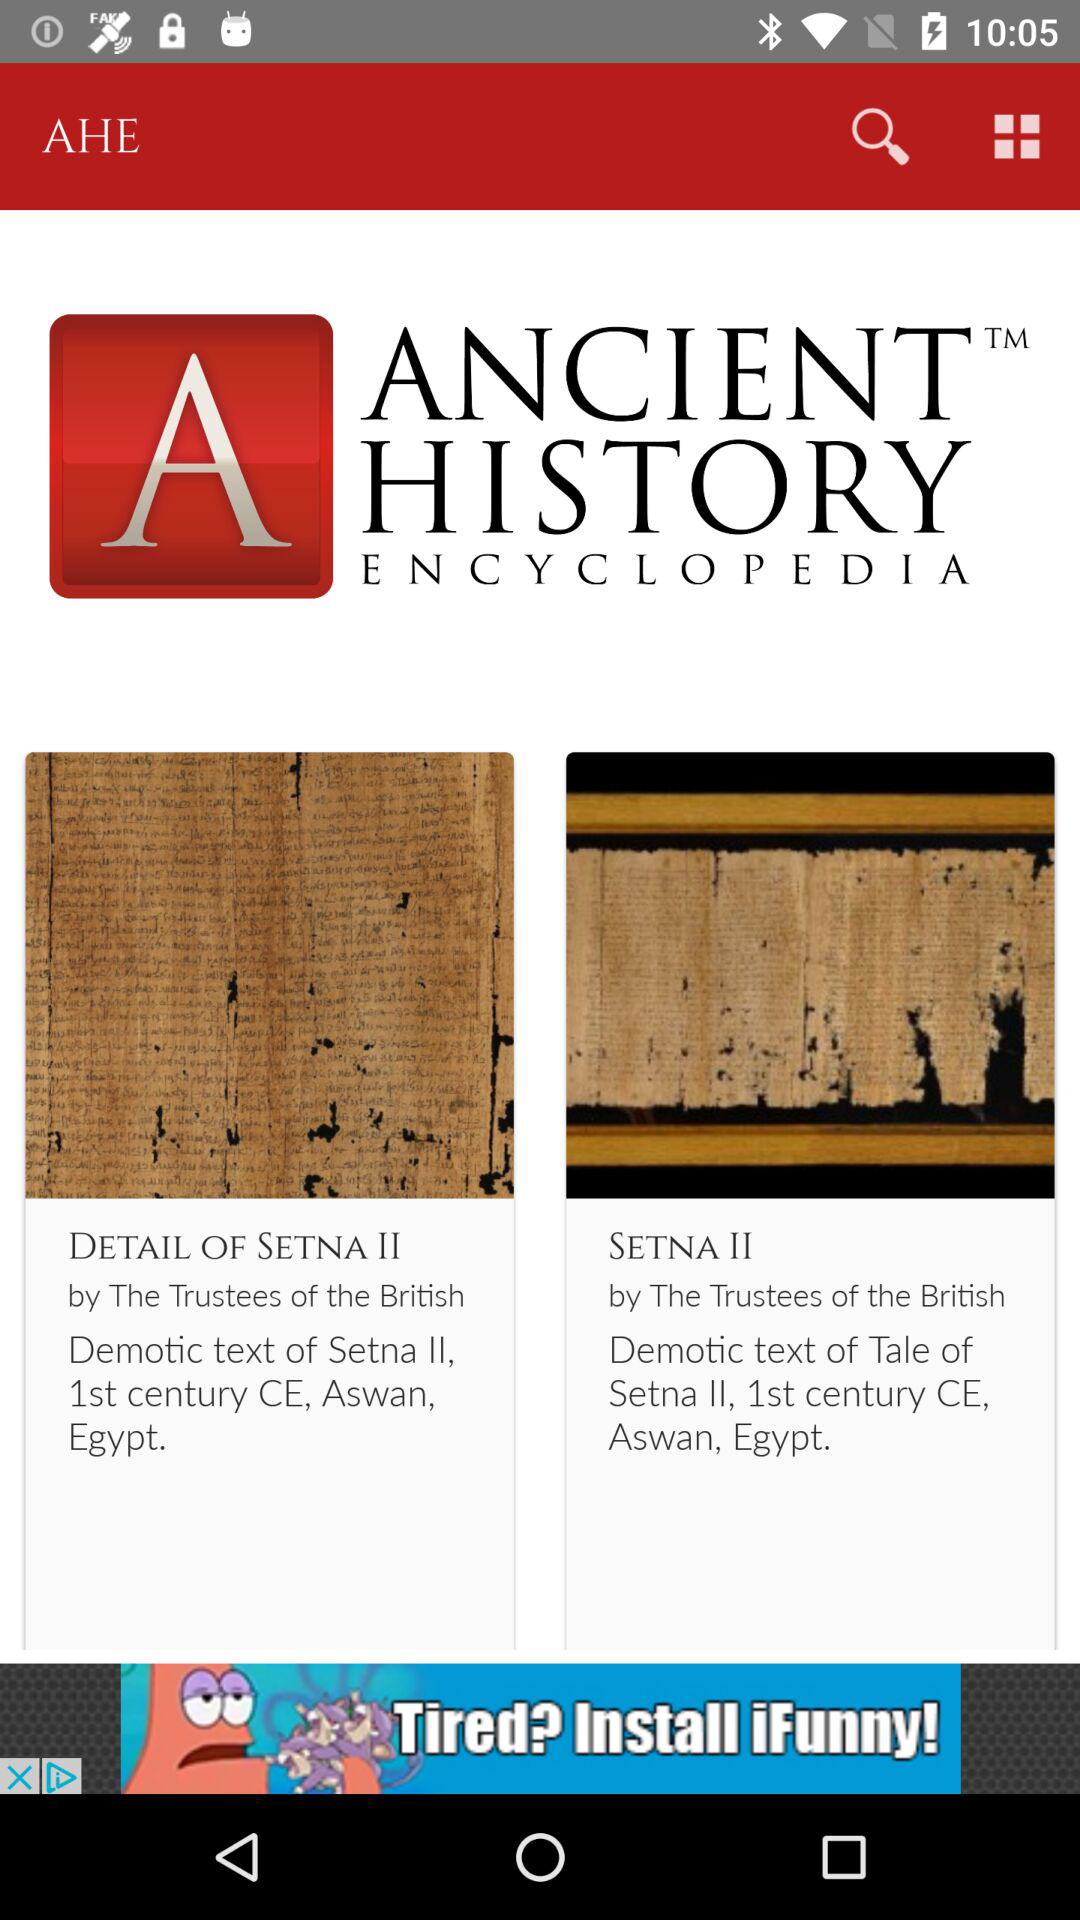 FAKE
10:05
AHE
A
ANCIENT™
HISTORY
ENCYCLOPEDIA
DETAIL OF SETNA II
by The Trustees of the British
Demotic text of Setna II,
1st century CE, Aswan,
Egypt.
SETNA II
by The Trustees of the British
Demotic text of Tale of
Setna II, 1st century CE,
Aswan, Egypt.
Tired? Install iFunny!